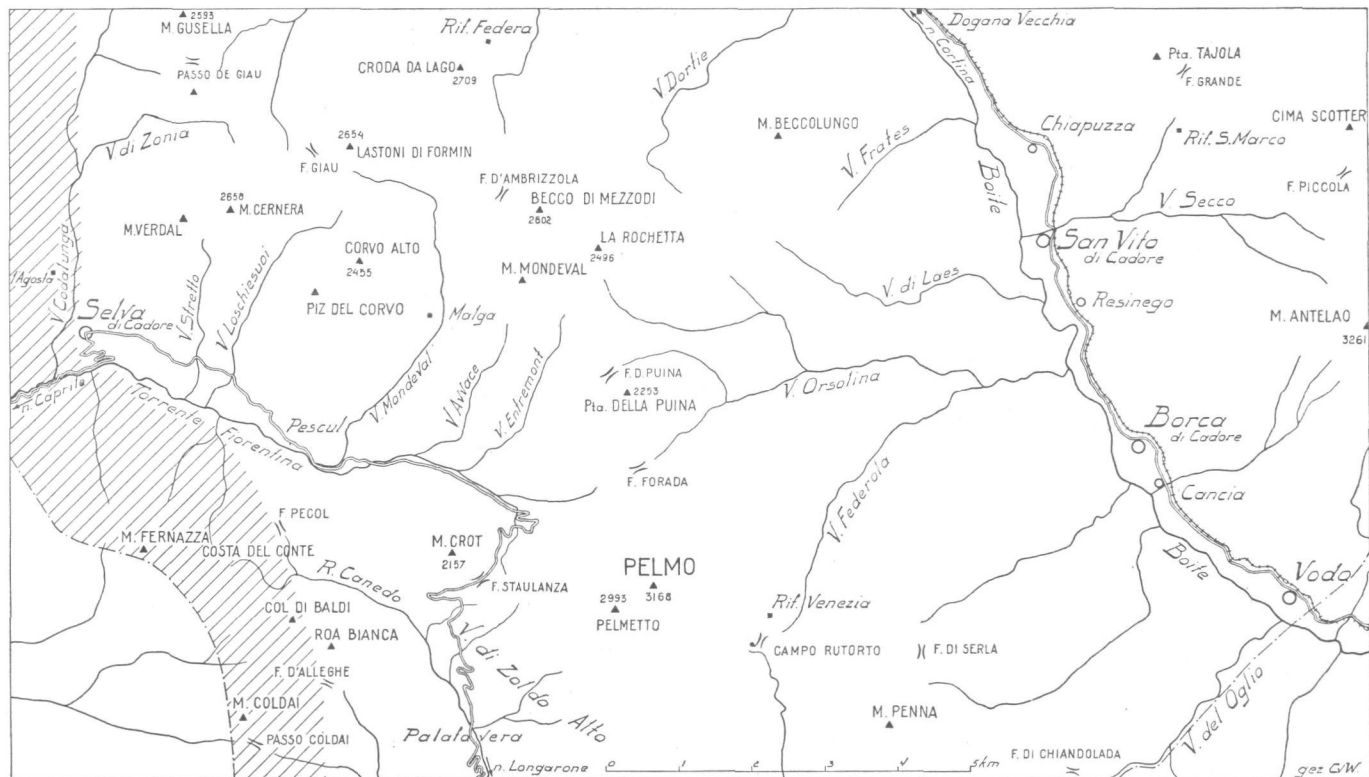 2593
M. GUSELLA
PASSO DE GIAU
Rif. Federa
CRODA DA LAGO
2709
V. Dortie
n. Cortina
Dogana Vecchia
Pta. TAJOLA
F. GRANDE
CIMA SCOTTER
M. BECCOLUNGO
Chiapuzza
Rif. S. Marco
V di Zonia
2654
LASTONI DI FORMIN
F. GIAU
V. Frates
F. PICCOLA
F. D'AMBRIZZOLA
BECCO DI MEZZODI
2602
Boite
V. Secco
2658
M. CERNERA
M. VERDAL
LA ROCHETTA
2496
San Vito
di Cadore
CORVO ALTO
2455
M. MONDEVAL
V. di Laes
Resinego
l'Agosta
V. Codalunga
V. Stretto
V. Loschiesuoi
PIZ DEL CORVO
Malga
M. ANTELAO
3261
Selva
di Cadore
V. Mondeval
V. Avvace
V. Entremont
F. D. PUINA
2253
Pta. DELLA PUINA
V. Orsolina
n. Caprile
Torrente
Fiorentina
Pescul
Borca
di Cadore
F. FORADA
V. Federola
Cancia
F. PECOL
M. FERNAZZA
COSTA DEL CONTE
M. CROT
2157
R. Canedo
F. STAULANZA
PELMO
3168
2993
PELMETTO
Boite
Vodo
COL DI BALDI
Rif. Venezia
ROA BIANCA
CAMPO RUTORTO
F. DI SERLA
F. D'ALLEGHE
V. di Zoldo Alto
M. COLDAI
M. PENNA
V. del Oglio
PASSO COLDAI
Palafavera
n. Longarone
0 1 2 3 4 5km
F. DI CHIANDOLADA
gez GW.